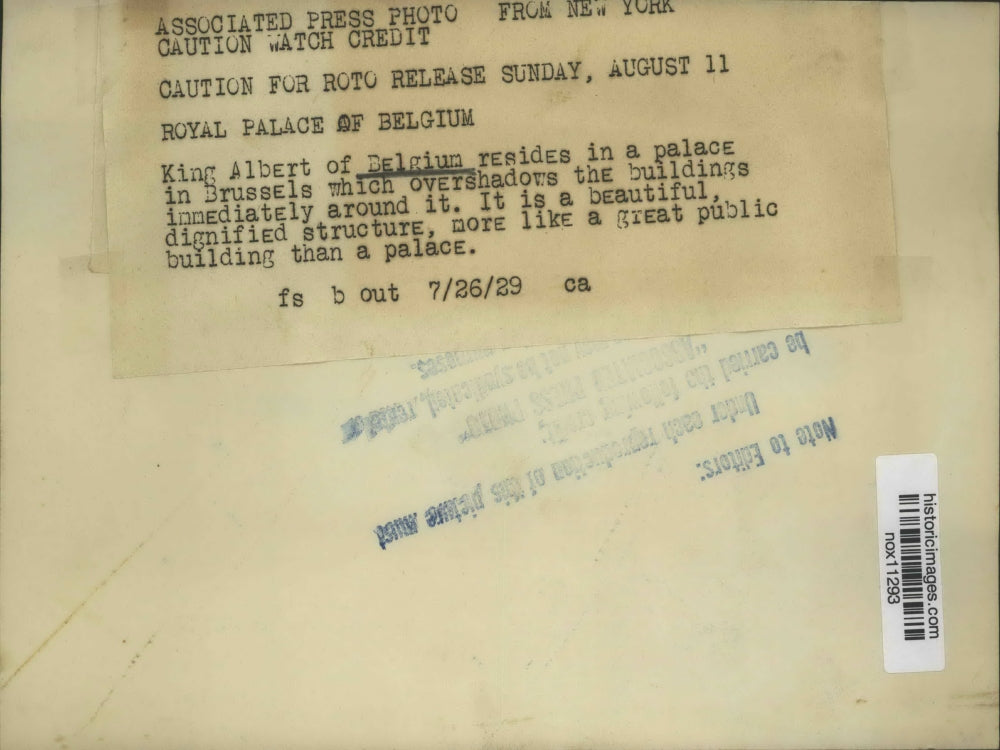 ASSOCIATED PRESS PHOTO FROM NEW YORK
CAUTION WATCH CREDIT
CAUTION FOR ROTO RELEASE SUNDAY, AUGUST 11
ROYAL PALACE OF BELGIUM
King Albert of Belgium resides in a palace
in Brussels which overshadows the buildings
immediately around it. It is a beautiful,
dignified structure, more like a great public
building than a palace.
fs b out 7/26/29 ca
Note to Editors:
Under each reproduction of this picture must
be carried the following credit:
"ASSOCIATED PRESS PHOTO"
not be syndicated,
historicimages.com
nox11293